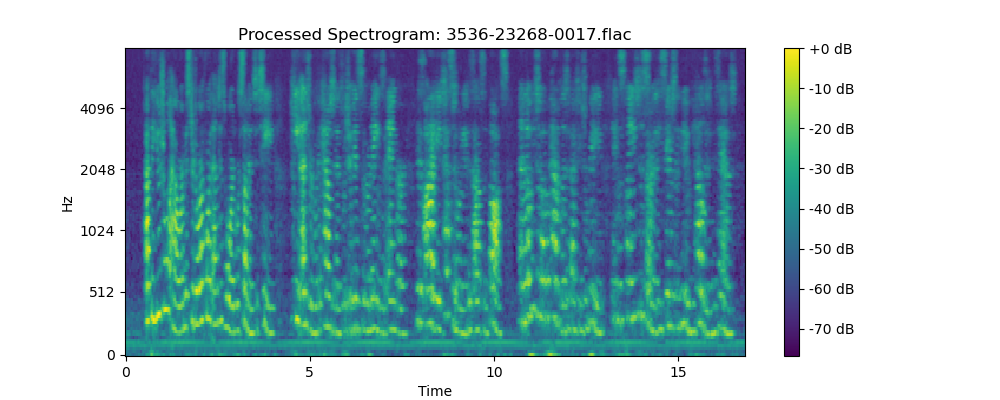 Processed Spectrogram: 3536-23268-0017.flac
+0 dB
-10 dB
-20 dB
-30 dB
-40 dB
-50 dB
-60 dB
-70 dB
4096
2048
1024
512
0
Hz
0 5 10 15
Time